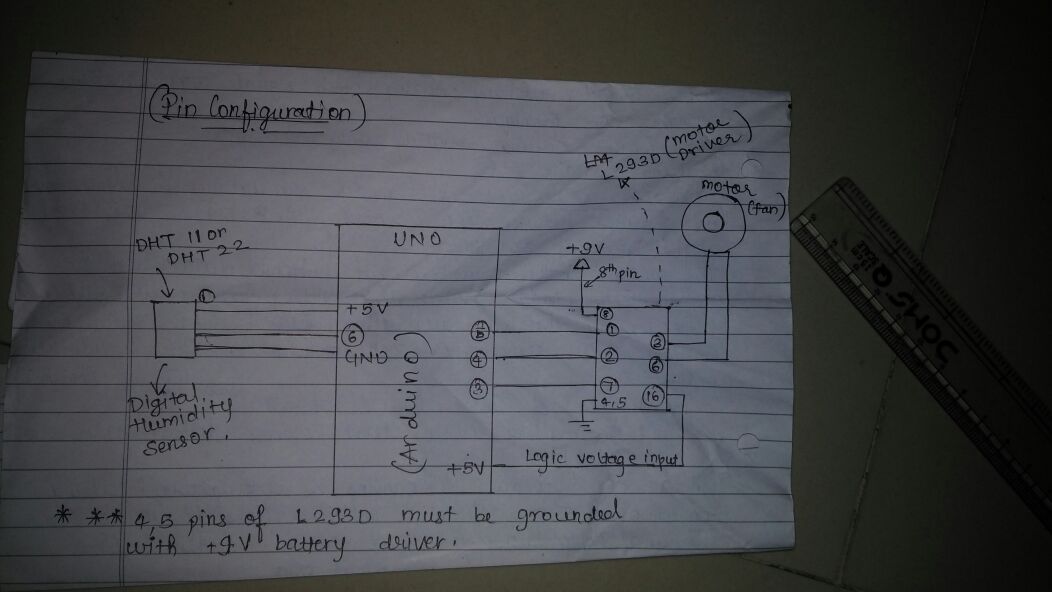 (Pin Configuration)
L293D (motor
Driver)
motor
(fan)
DHT 11 or
DHT 22
UNO
+9V
8th pin
①
+5V
⑥
GND
(Arduino)
⑤
④
③
⑧
①
②
⑦
4,5
②
⑥
⑯
Digital
Humidity
Sensor.
+5V
Logic voltage input
* ** 4,5 pins of L293D must be grounded
with +9V battery driver.
30CMS